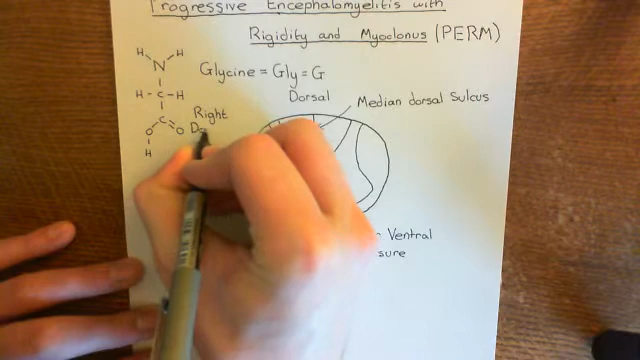 Progressive Encephalomyelitis with
Rigidity and Myoclonus (PERM)
H H
N
H - C - H
C
O O
H
Glycine = Gly = G
Dorsal
Median dorsal Sulcus
Right
Ventral